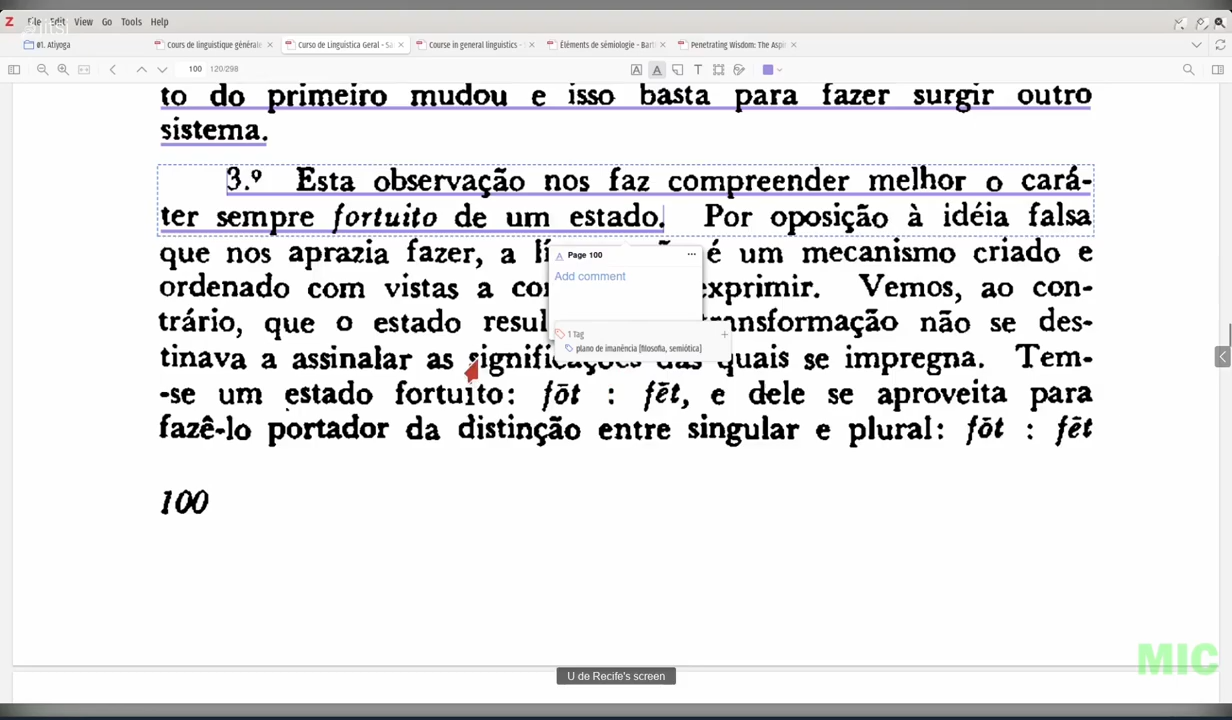 File Edit View Go Tools Help
#1. Atiyoga
Cours de linguistique générale
Curso de Linguística Geral - Sa
Course in general linguistics -
Éléments de sémiologie - Bart
Penetrating Wisdom: The Aspi
100 120/298
to do primeiro mudou e isso basta para fazer surgir outro
sistema.
3.º Esta observação nos faz compreender melhor o cará-
ter sempre fortuito de um estado. Por oposição à idéia falsa
que nos aprazia fazer, a é um mecanismo criado e
ordenado com vistas a exprimir. Vemos, ao con-
trário, que o estado transformação não se des-
tinava a assinalar as significações das quais se impregna. Tem-
-se um estado fortuito: fōt : fēt, e dele se aproveita para
fazê-lo portador da distinção entre singular e plural: fōt : fēt
Page 100
Add comment
1 Tag
plano de imanência [filosofia, semiótica]
100
MIC
U de Recife's screen